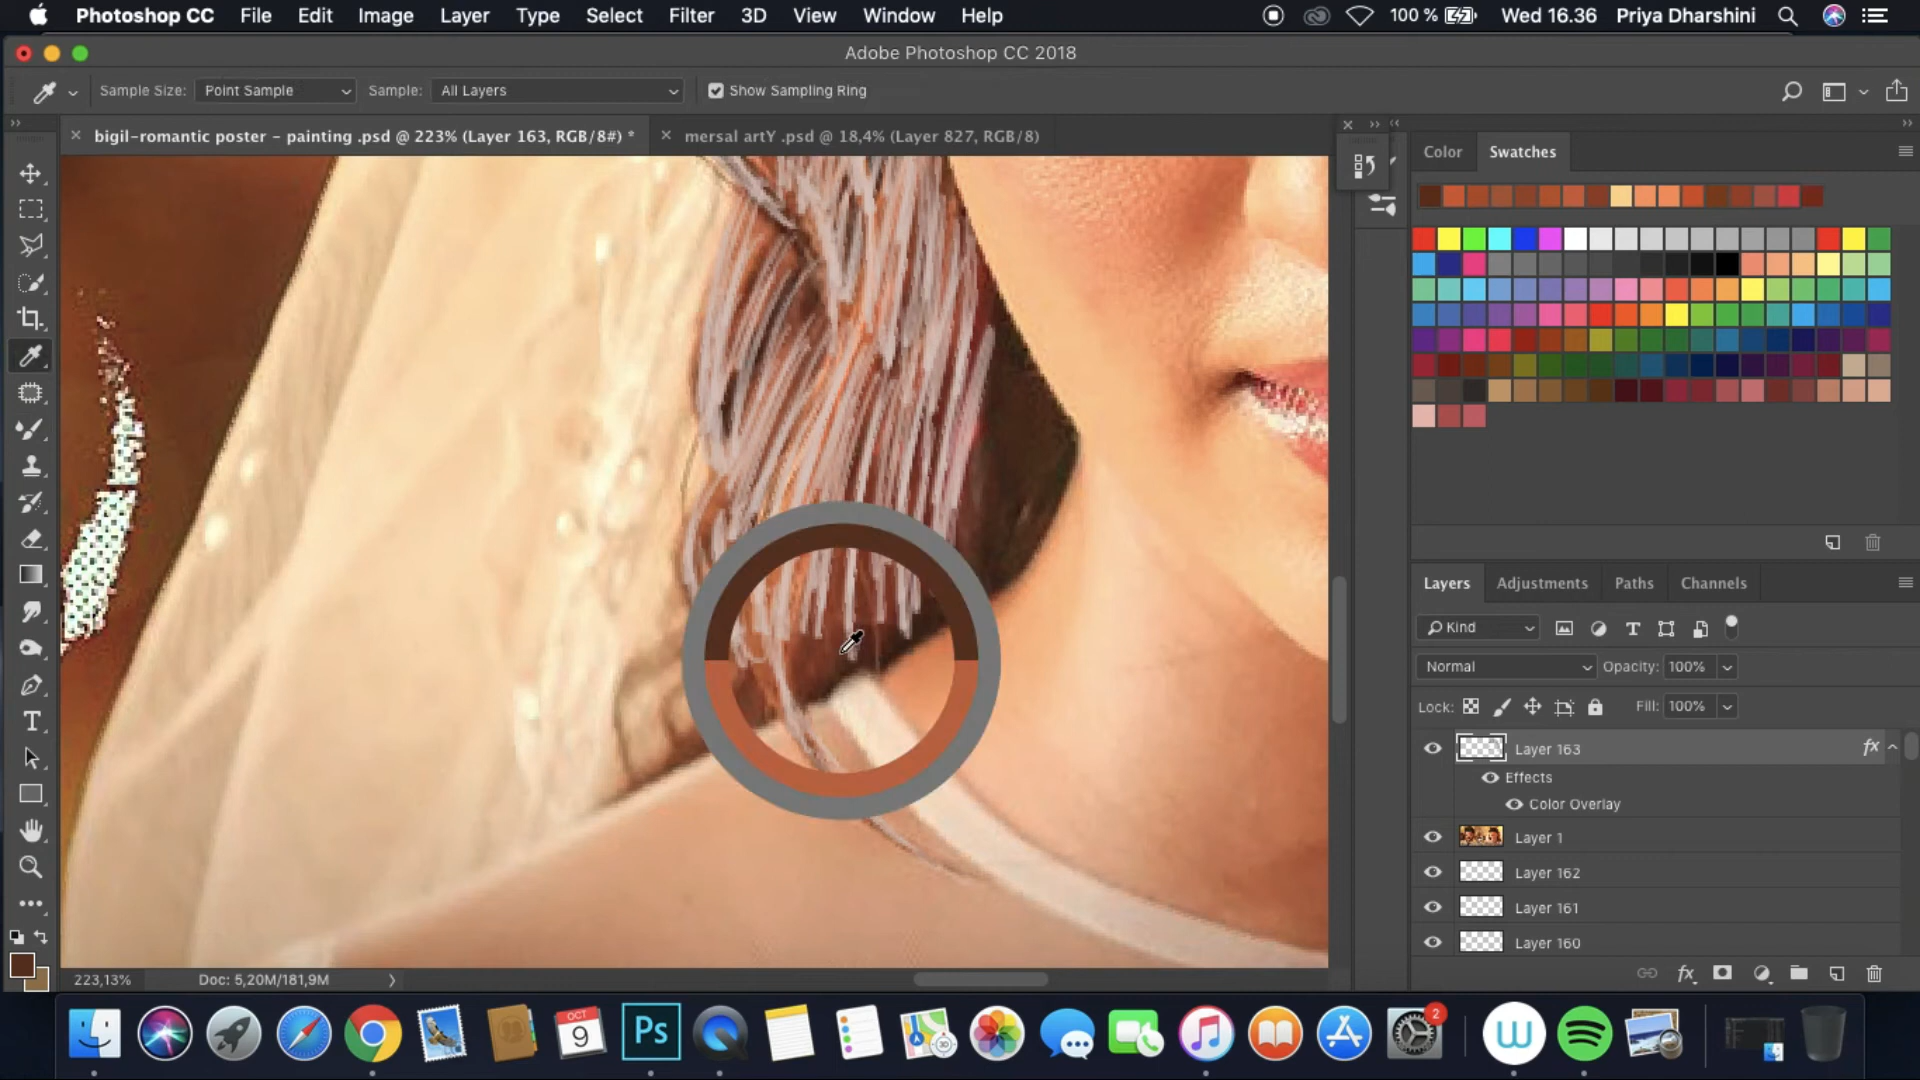 Photoshop CC File Edit Image Layer Type Select Filter 3D View Window Help 100 % Wed 16.36 Priya Dharshini
Adobe Photoshop CC 2018
Sample Size: Point Sample Sample: All Layers Show Sampling Ring
bigil-romantic poster - painting .psd @ 223% (Layer 163, RGB/8#) *
mersal artY .psd @ 18,4% (Layer 827, RGB/8)
Color Swatches
Layers Adjustments Paths Channels
Kind
Normal Opacity: 100%
Lock: Fill: 100%
Layer 163 fx
Effects
Color Overlay
Layer 1
Layer 162
Layer 161
Layer 160
fx
223,13% Doc: 5,20M/181,9M
OCT
9
Ps
2
W